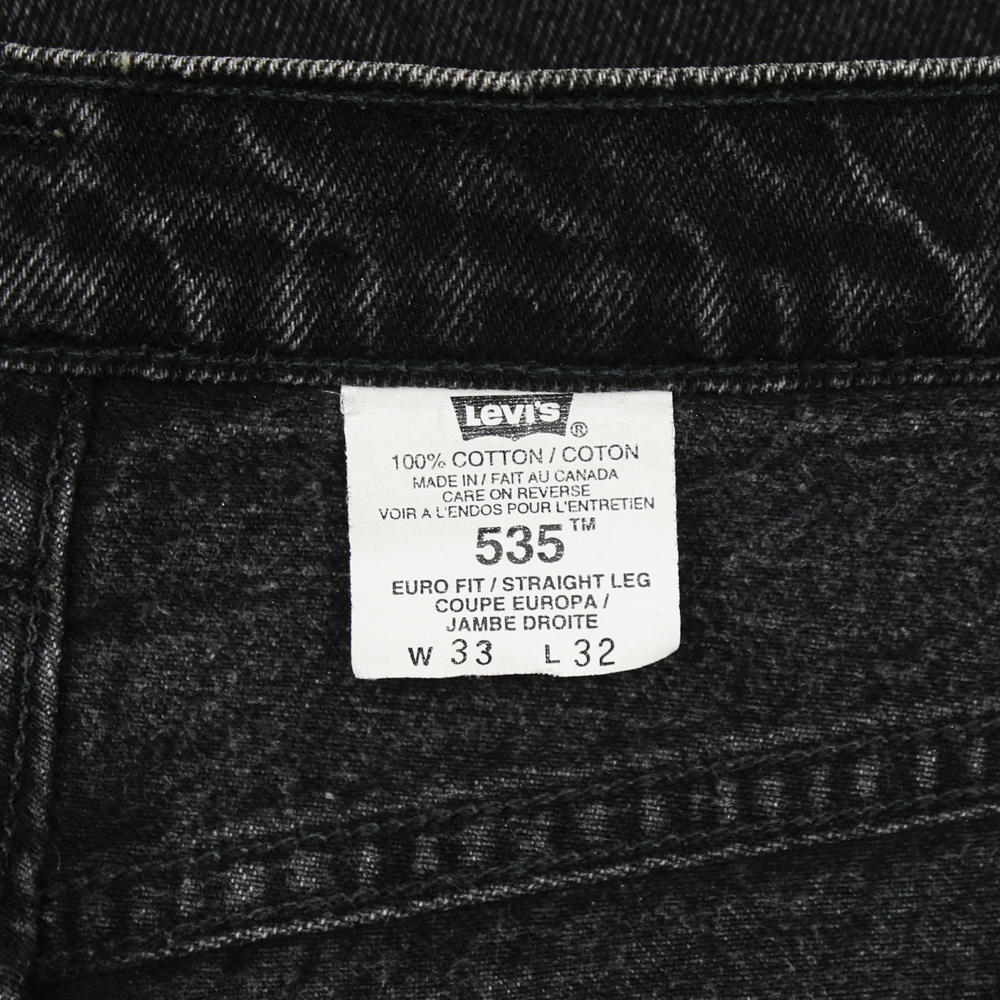 Levi's ®
100% COTTON / COTON
MADE IN / FAIT AU CANADA
CARE ON REVERSE
VOIR A L'ENDOS POUR L'ENTRETIEN
535™
EURO FIT / STRAIGHT LEG
COUPE EUROPA /
JAMBE DROITE
W 33 L 32